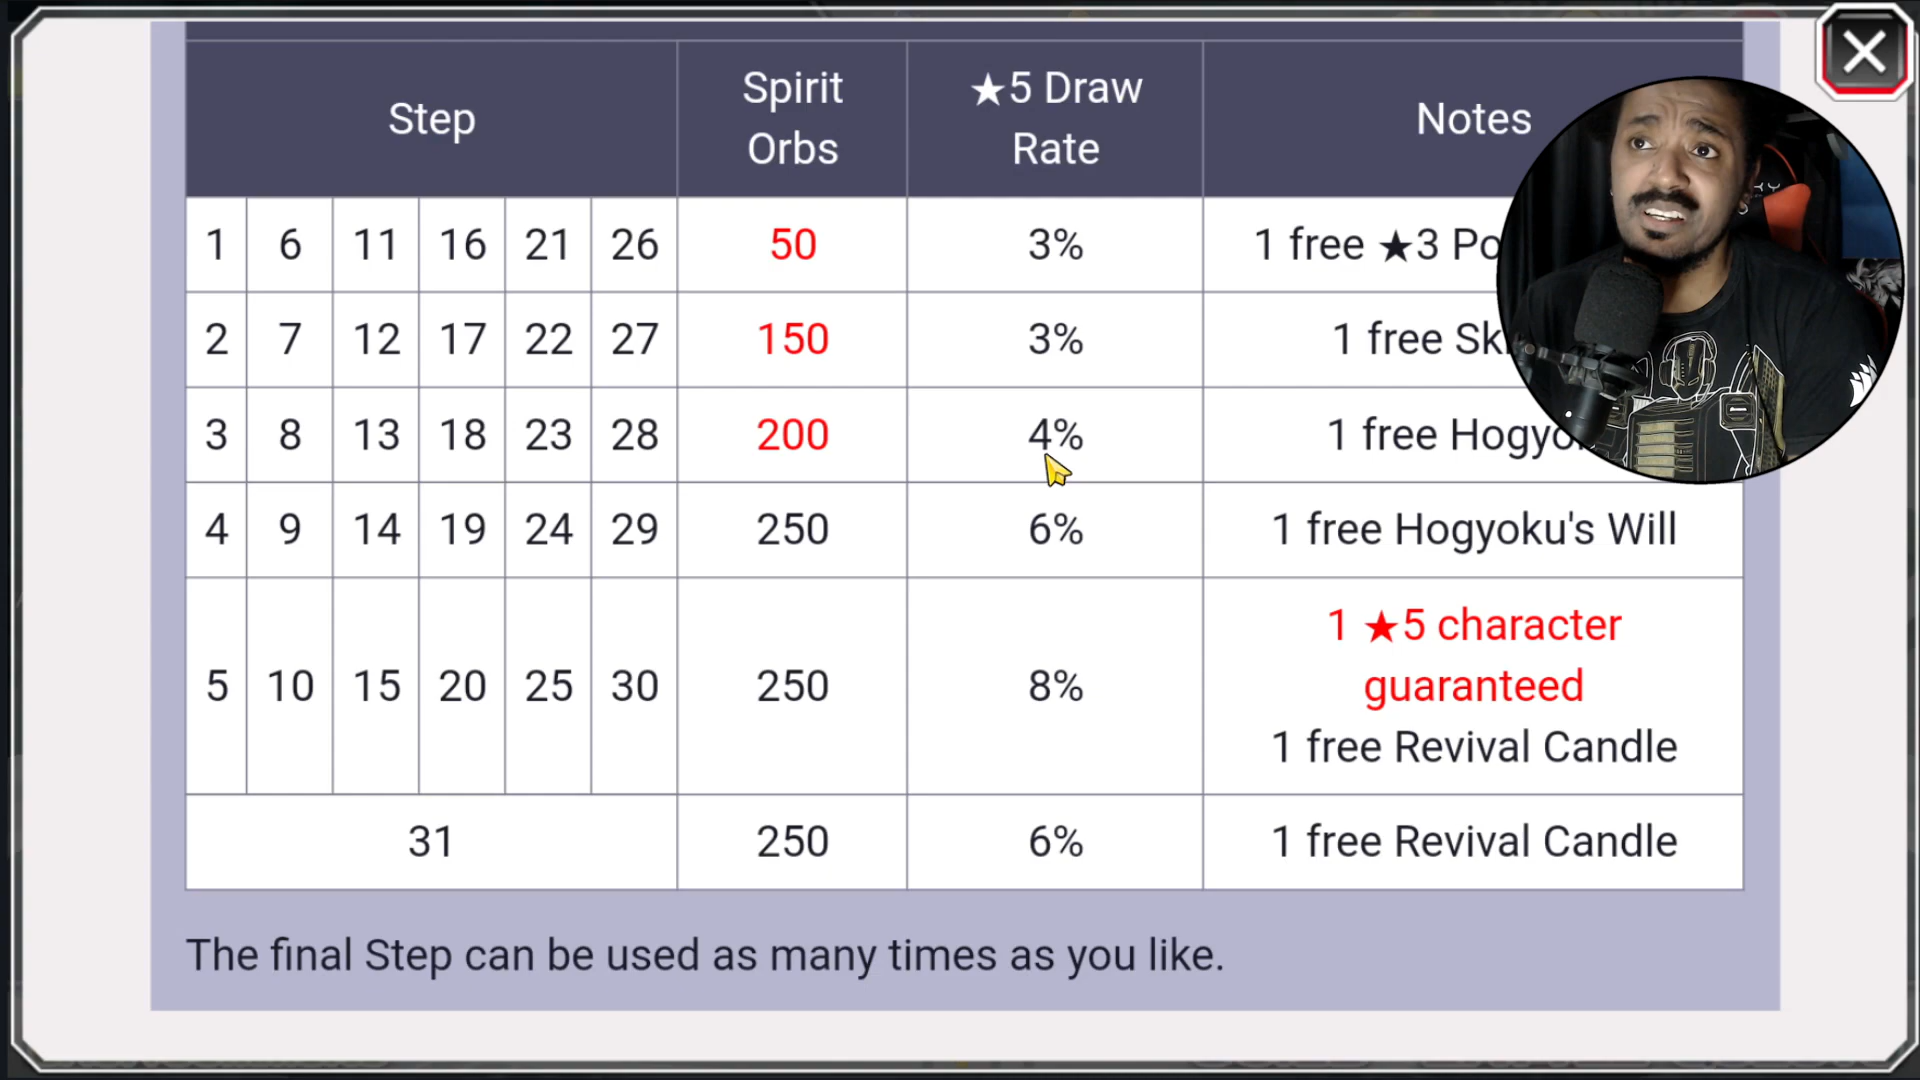 Step
Spirit
Orbs
★5 Draw
Rate
Notes
1 6 11 16 21 26 50 3% 1 free ★3
2 7 12 17 22 27 150 3% 1 free
3 8 13 18 23 28 200 4% 1 free
4 9 14 19 24 29 250 6% 1 free Hogyoku's Will
5 10 15 20 25 30 250 8% 1 ★5 character
guaranteed
1 free Revival Candle
31 250 6% 1 free Revival Candle
The final Step can be used as many times as you like.